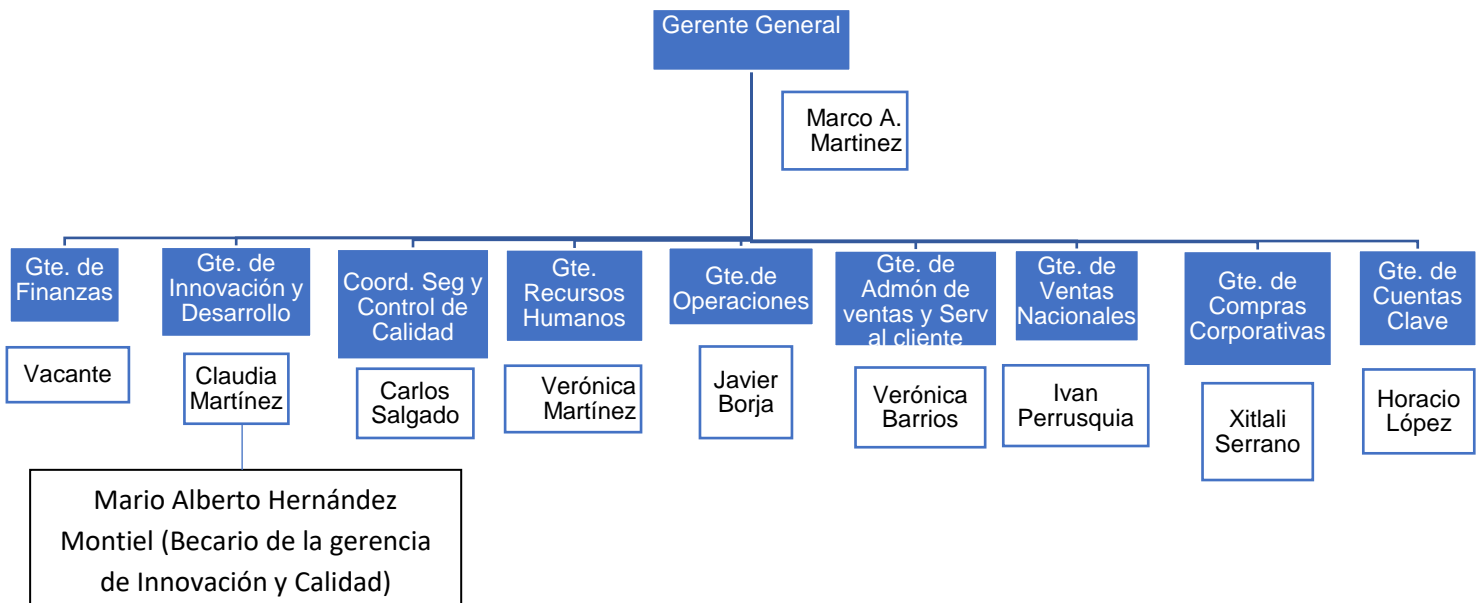 Gerente General
Marco A.
Martinez
Gte. de
Finanzas
Vacante
Gte. de
Innovación y
Desarrollo
Claudia
Martínez
Mario Alberto Hernández
Montiel (Becario de la gerencia
de Innovación y Calidad)
Coord. Seg y
Control de
Calidad
Carlos
Salgado
Gte.
Recursos
Humanos
Verónica
Martínez
Gte.de
Operaciones
Javier
Borja
Gte. de
Admón de
ventas y Serv
al cliente
Verónica
Barrios
Gte. de
Ventas
Nacionales
Ivan
Perrusquia
Gte. de
Compras
Corporativas
Xitlali
Serrano
Gte. de
Cuentas
Clave
Horacio
López